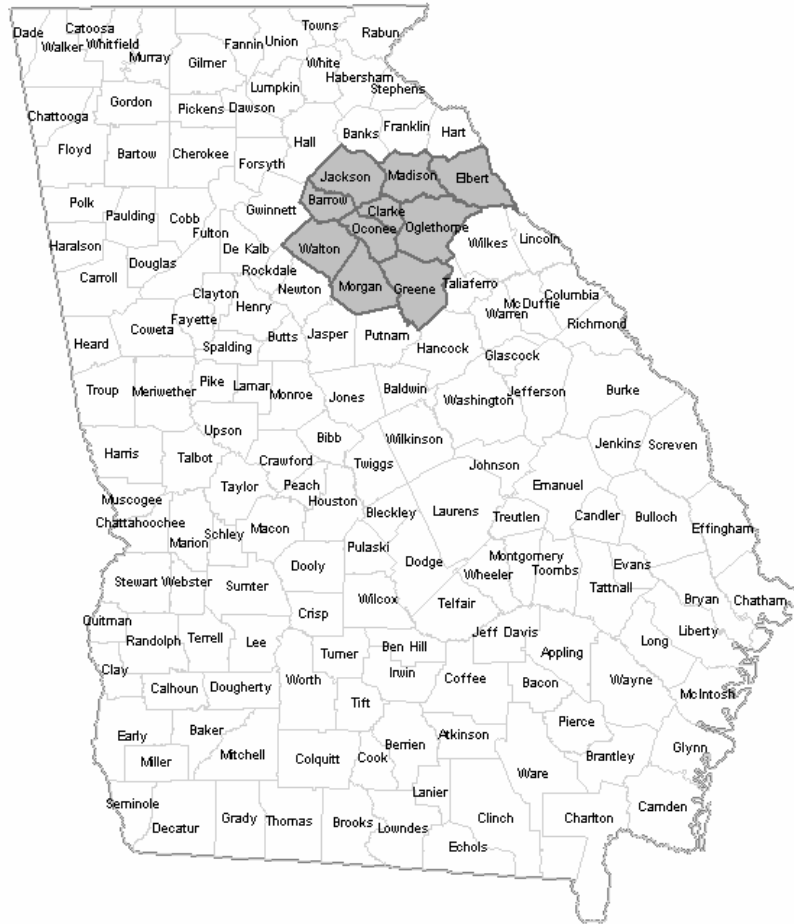 Towns
Rabun
Dade
Catoosa
Walker
Whitfield
Murray
Fannin
Union
Gilmer
White
Habersham
Stephens
Lumpkin
Chattooga
Gordon
Pickens
Dawson
Banks
Franklin
Hart
Hall
Floyd
Bartow
Cherokee
Forsyth
Jackson
Madison
Elbert
Polk
Paulding
Cobb
Fulton
Gwinnett
Barrow
Clarke
Oconee
Oglethorpe
Wilkes
Lincoln
Haralson
Carroll
Douglas
De Kalb
Walton
Rockdale
Newton
Morgan
Greene
Taliaferro
Columbia
McDuffie
Warren
Richmond
Clayton
Henry
Fayette
Coweta
Heard
Spalding
Butts
Jasper
Putnam
Hancock
Glascock
Troup
Meriwether
Pike
Lamar
Monroe
Jones
Baldwin
Washington
Jefferson
Burke
Upson
Bibb
Wilkinson
Harris
Talbot
Crawford
Twiggs
Johnson
Jenkins
Screven
Taylor
Peach
Houston
Emanuel
Muscogee
Chattahoochee
Marion
Schley
Macon
Bleckley
Laurens
Treutlen
Candler
Bulloch
Effingham
Pulaski
Dooly
Dodge
Montgomery
Wheeler
Toombs
Evans
Tattnall
Stewart
Webster
Sumter
Crisp
Wilcox
Telfair
Bryan
Chatham
Quitman
Randolph
Terrell
Lee
Turner
Ben Hill
Irwin
Jeff Davis
Appling
Long
Liberty
Clay
Calhoun
Dougherty
Worth
Tift
Coffee
Bacon
Wayne
McIntosh
Early
Baker
Miller
Mitchell
Colquitt
Cook
Berrien
Atkinson
Pierce
Brantley
Glynn
Ware
Lanier
Seminole
Decatur
Grady
Thomas
Brooks
Lowndes
Clinch
Echols
Charlton
Camden